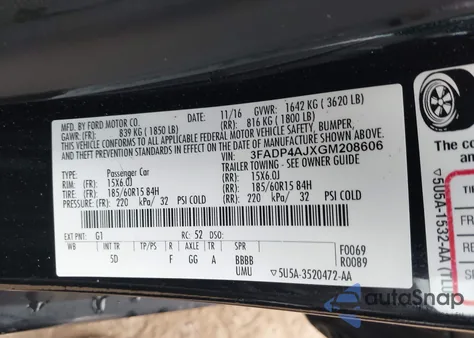 MFD. BY FORD MOTOR CO.
11/16 GVWR: 1642 KG ( 3620 LB)
GAWR: (FR): 839 KG ( 1850 LB) (RR): 816 KG ( 1800 LB)
THIS VEHICLE CONFORMS TO ALL APPLICABLE FEDERAL MOTOR VEHICLE SAFETY, BUMPER, AND THEFT PREVENTION STANDARDS IN EFFECT ON THE DATE OF MANUFACTURE SHOWN ABOVE.
VIN: 3FADP4AJXGM208606
TYPE: Passenger Car TRAILER TOWING - SEE OWNER GUIDE
RIM: (FR): 15X6.0J (RR): 15X6.0J
TIRES: (FR): 185/60R15 84H (RR): 185/60R15 84H
PRESSURE: (FR): 220 kPa/ 32 PSI COLD (RR): 220 kPa/ 32 PSI COLD
EXT PNT: G1 RC: 52 DSO: F0069
WB INT TR TP/PS R AXLE TR SPR R0089
5D F GG A BBBB
UMU 5U5A-3520472-AA
5U5A-1532-AA
autoSnap